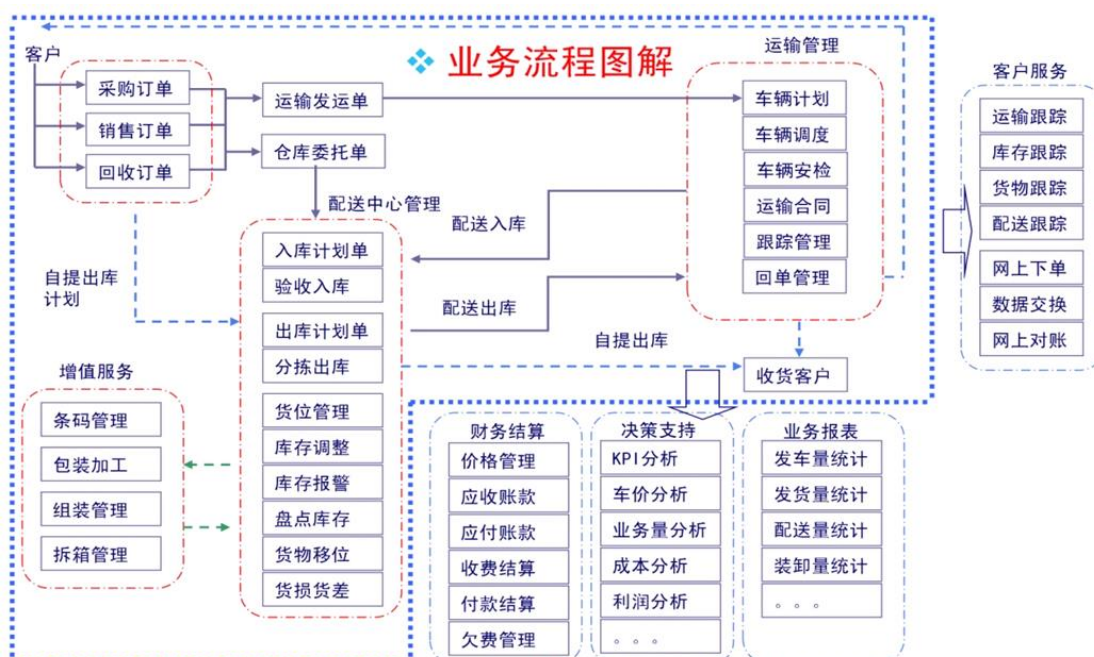 ❖ 业务流程图解
客户
采购订单
销售订单
回收订单
运输发运单
仓库委托单
运输管理
车辆计划
车辆调度
车辆安检
运输合同
跟踪管理
回单管理
客户服务
运输跟踪
库存跟踪
货物跟踪
配送跟踪
网上下单
数据交换
网上对账
配送中心管理
入库计划单
验收入库
出库计划单
分拣出库
货位管理
库存调整
库存报警
盘点库存
货物移位
货损货差
配送入库
配送出库
自提出库
计划
自提出库
收货客户
增值服务
条码管理
包装加工
组装管理
拆箱管理
财务结算
价格管理
应收账款
应付账款
收费结算
付款结算
欠费管理
决策支持
KPI分析
车价分析
业务量分析
成本分析
利润分析
。。。
业务报表
发车量统计
发货量统计
配送量统计
装卸量统计
。。。